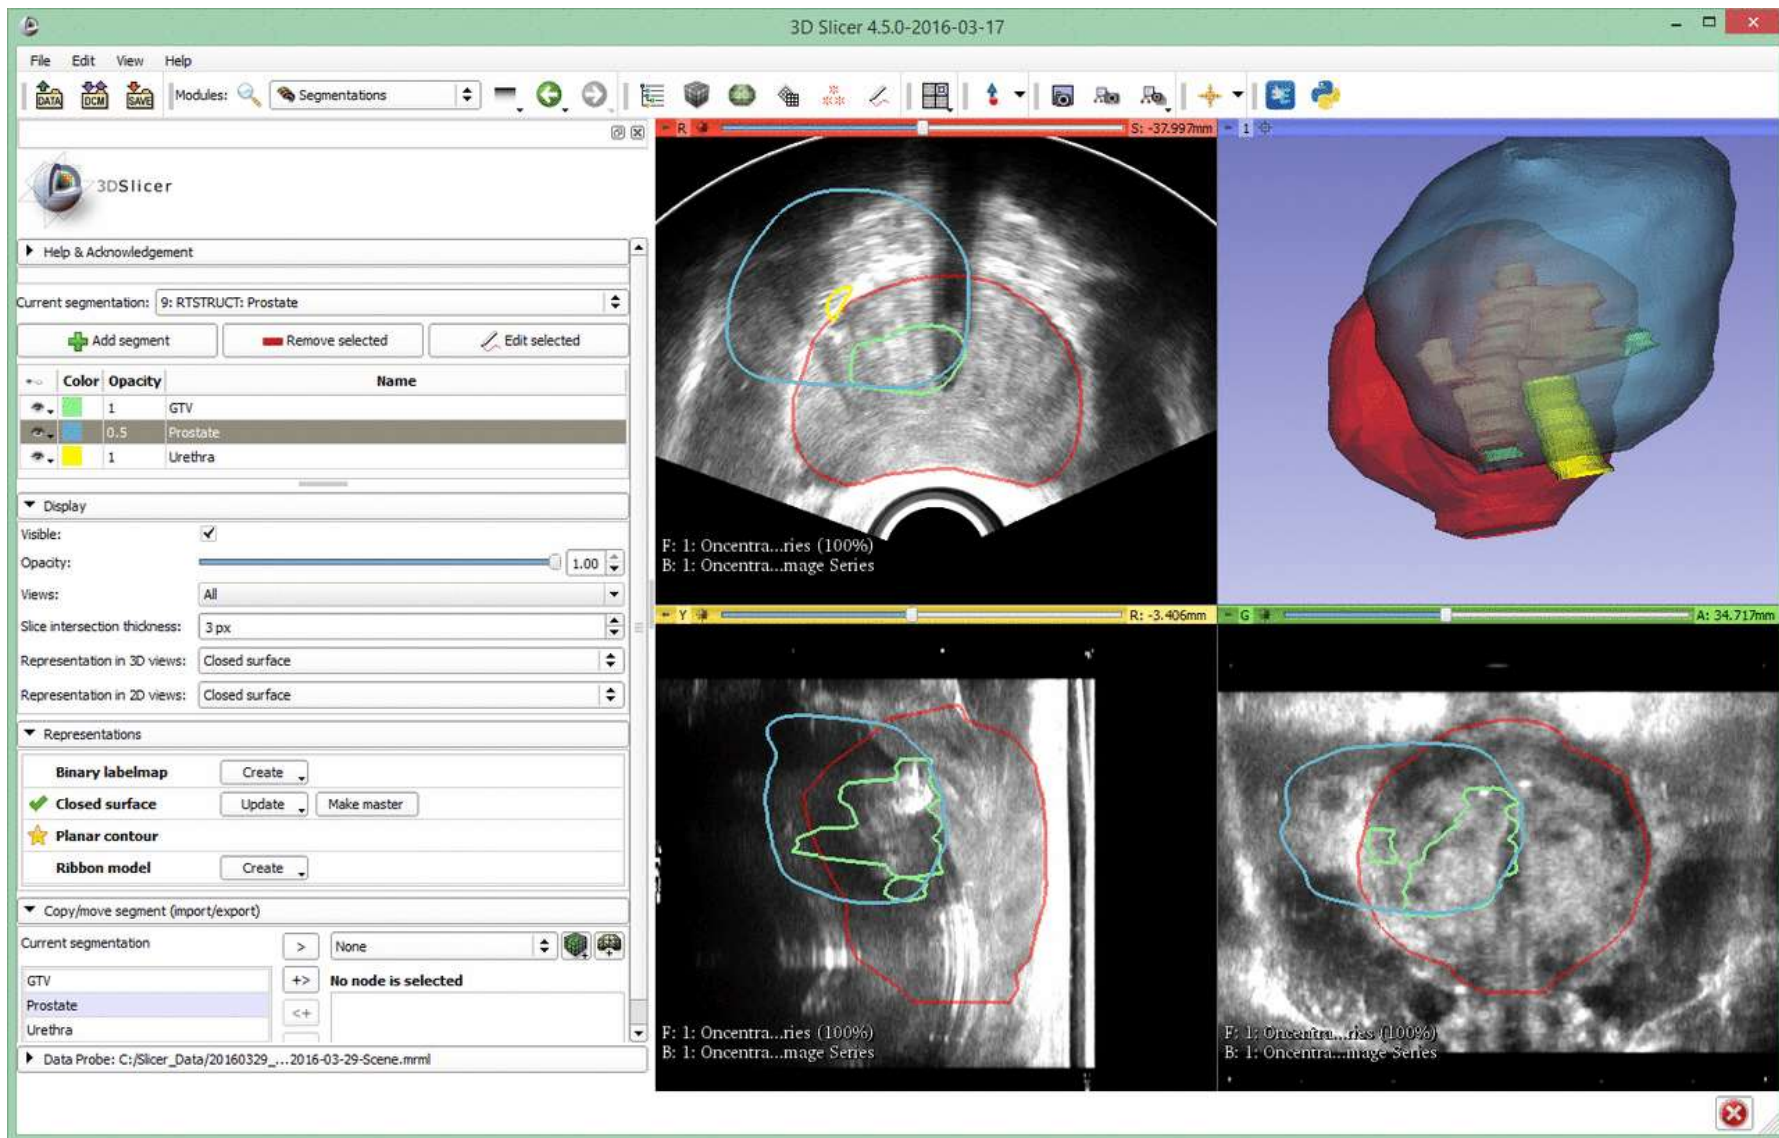 3D Slicer 4.5.0-2016-03-17
File Edit View Help
DATA DCM SAVE Modules: Segmentations
3DSlicer
Help & Acknowledgement
Current segmentation: 9: RTSTRUCT: Prostate
Add segment Remove selected Edit selected
Color Opacity Name
1 GTV
0.5 Prostate
1 Urethra
Display
Visible:
Opacity: 1.00
Views: All
Slice intersection thickness: 3 px
Representation in 3D views: Closed surface
Representation in 2D views: Closed surface
Representations
Binary labelmap Create
Closed surface Update Make master
Planar contour
Ribbon model Create
Copy/move segment (import/export)
Current segmentation > None
GTV +> No node is selected
Prostate
<+
Urethra
Data Probe: C:/Slicer_Data/20160329_...2016-03-29-Scene.mrml
R S: -37.997mm
F: 1: Oncentra...ries (100%)
B: 1: Oncentra...mage Series
1
Y R: -3.406mm
F: 1: Oncentra...ries (100%)
B: 1: Oncentra...mage Series
G A: 34.717mm
F: 1: Oncentra...ries (100%)
B: 1: Oncentra...mage Series